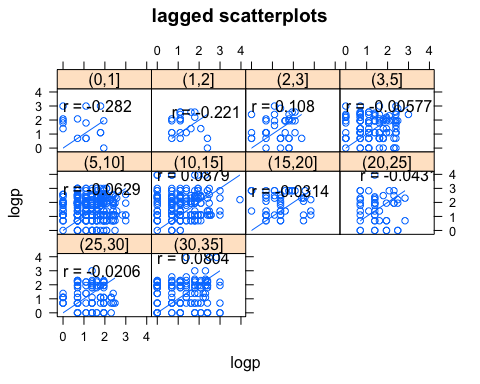 lagged scatterplots
0 1 2 3 4 0 1 2 3 4
(0,1] (1,2] (2,3] (3,5]
r = -0.282 r = -0.221 r = 0.108 r = -0.00577
4
3
2
1
0
(5,10] (10,15] (15,20] (20,25]
r = -0.0629 r = 0.0879 r = -0.0314 r = -0.043
4
3
2
1
0
(25,30] (30,35]
r = -0.0206 r = 0.0804
4
3
2
1
0
0 1 2 3 4 0 1 2 3 4
logp
logp